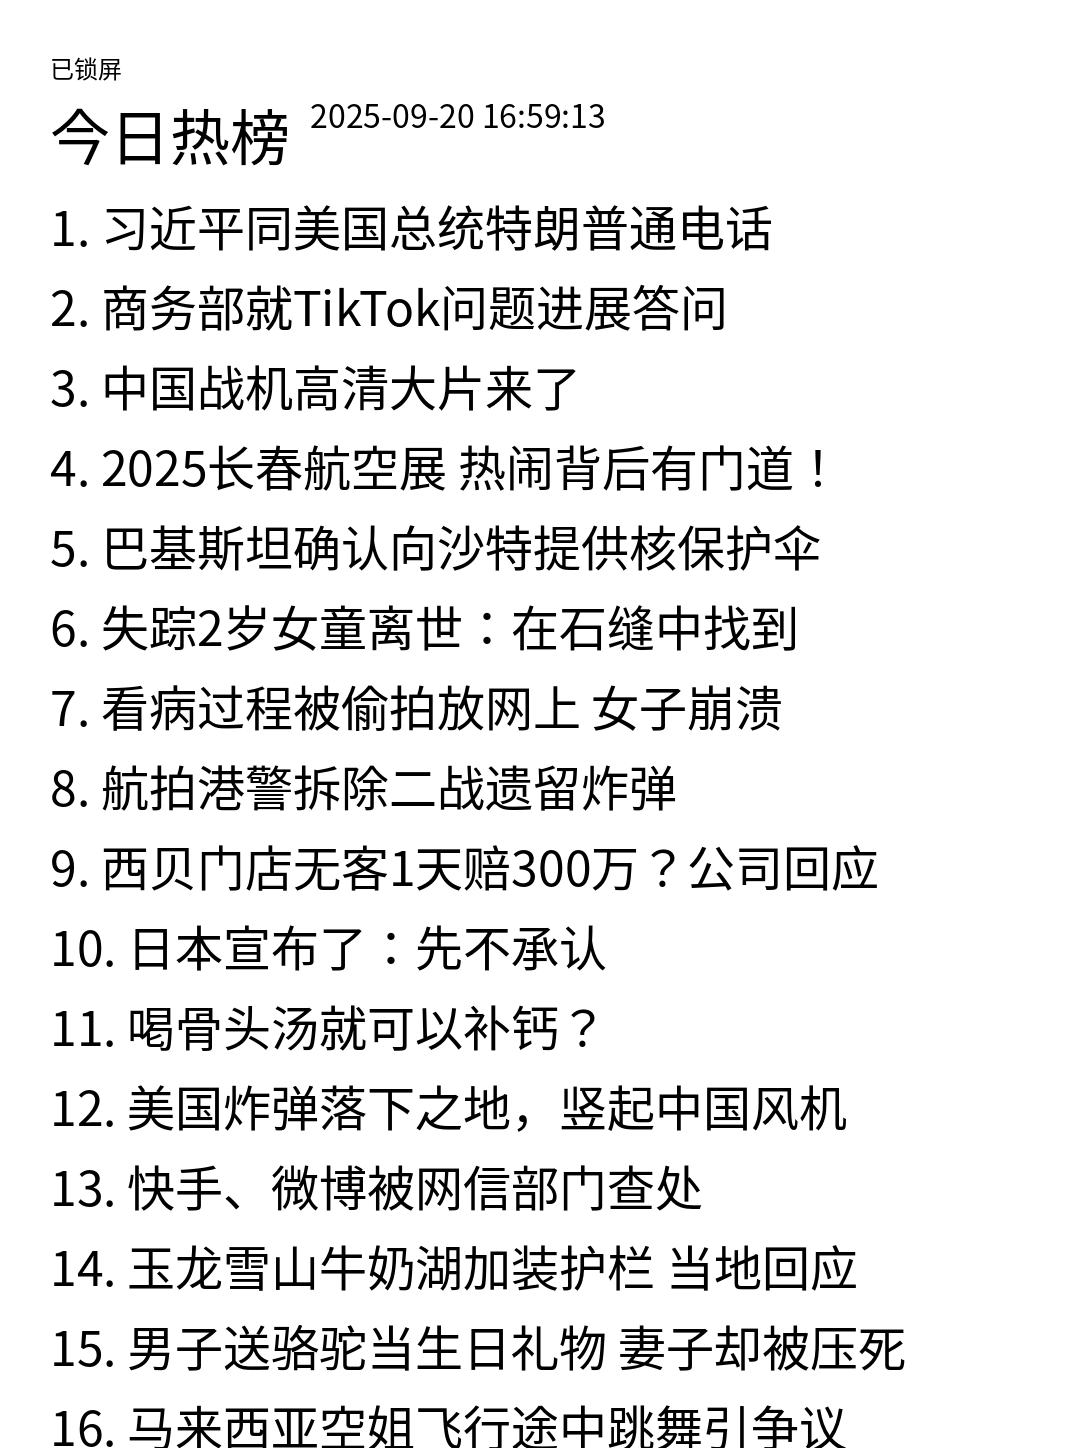 已锁屏
今日热榜 2025-09-20 16:59:13
1. 习近平同美国总统特朗普通电话
2. 商务部就TikTok问题进展答问
3. 中国战机高清大片来了
4. 2025长春航空展 热闹背后有门道！
5. 巴基斯坦确认向沙特提供核保护伞
6. 失踪2岁女童离世：在石缝中找到
7. 看病过程被偷拍放网上 女子崩溃
8. 航拍港警拆除二战遗留炸弹
9. 西贝门店无客1天赔300万？公司回应
10. 日本宣布了：先不承认
11. 喝骨头汤就可以补钙？
12. 美国炸弹落下之地，竖起中国风机
13. 快手、微博被网信部门查处
14. 玉龙雪山牛奶湖加装护栏 当地回应
15. 男子送骆驼当生日礼物 妻子却被压死
16. 马来西亚空姐飞行途中跳舞引争议